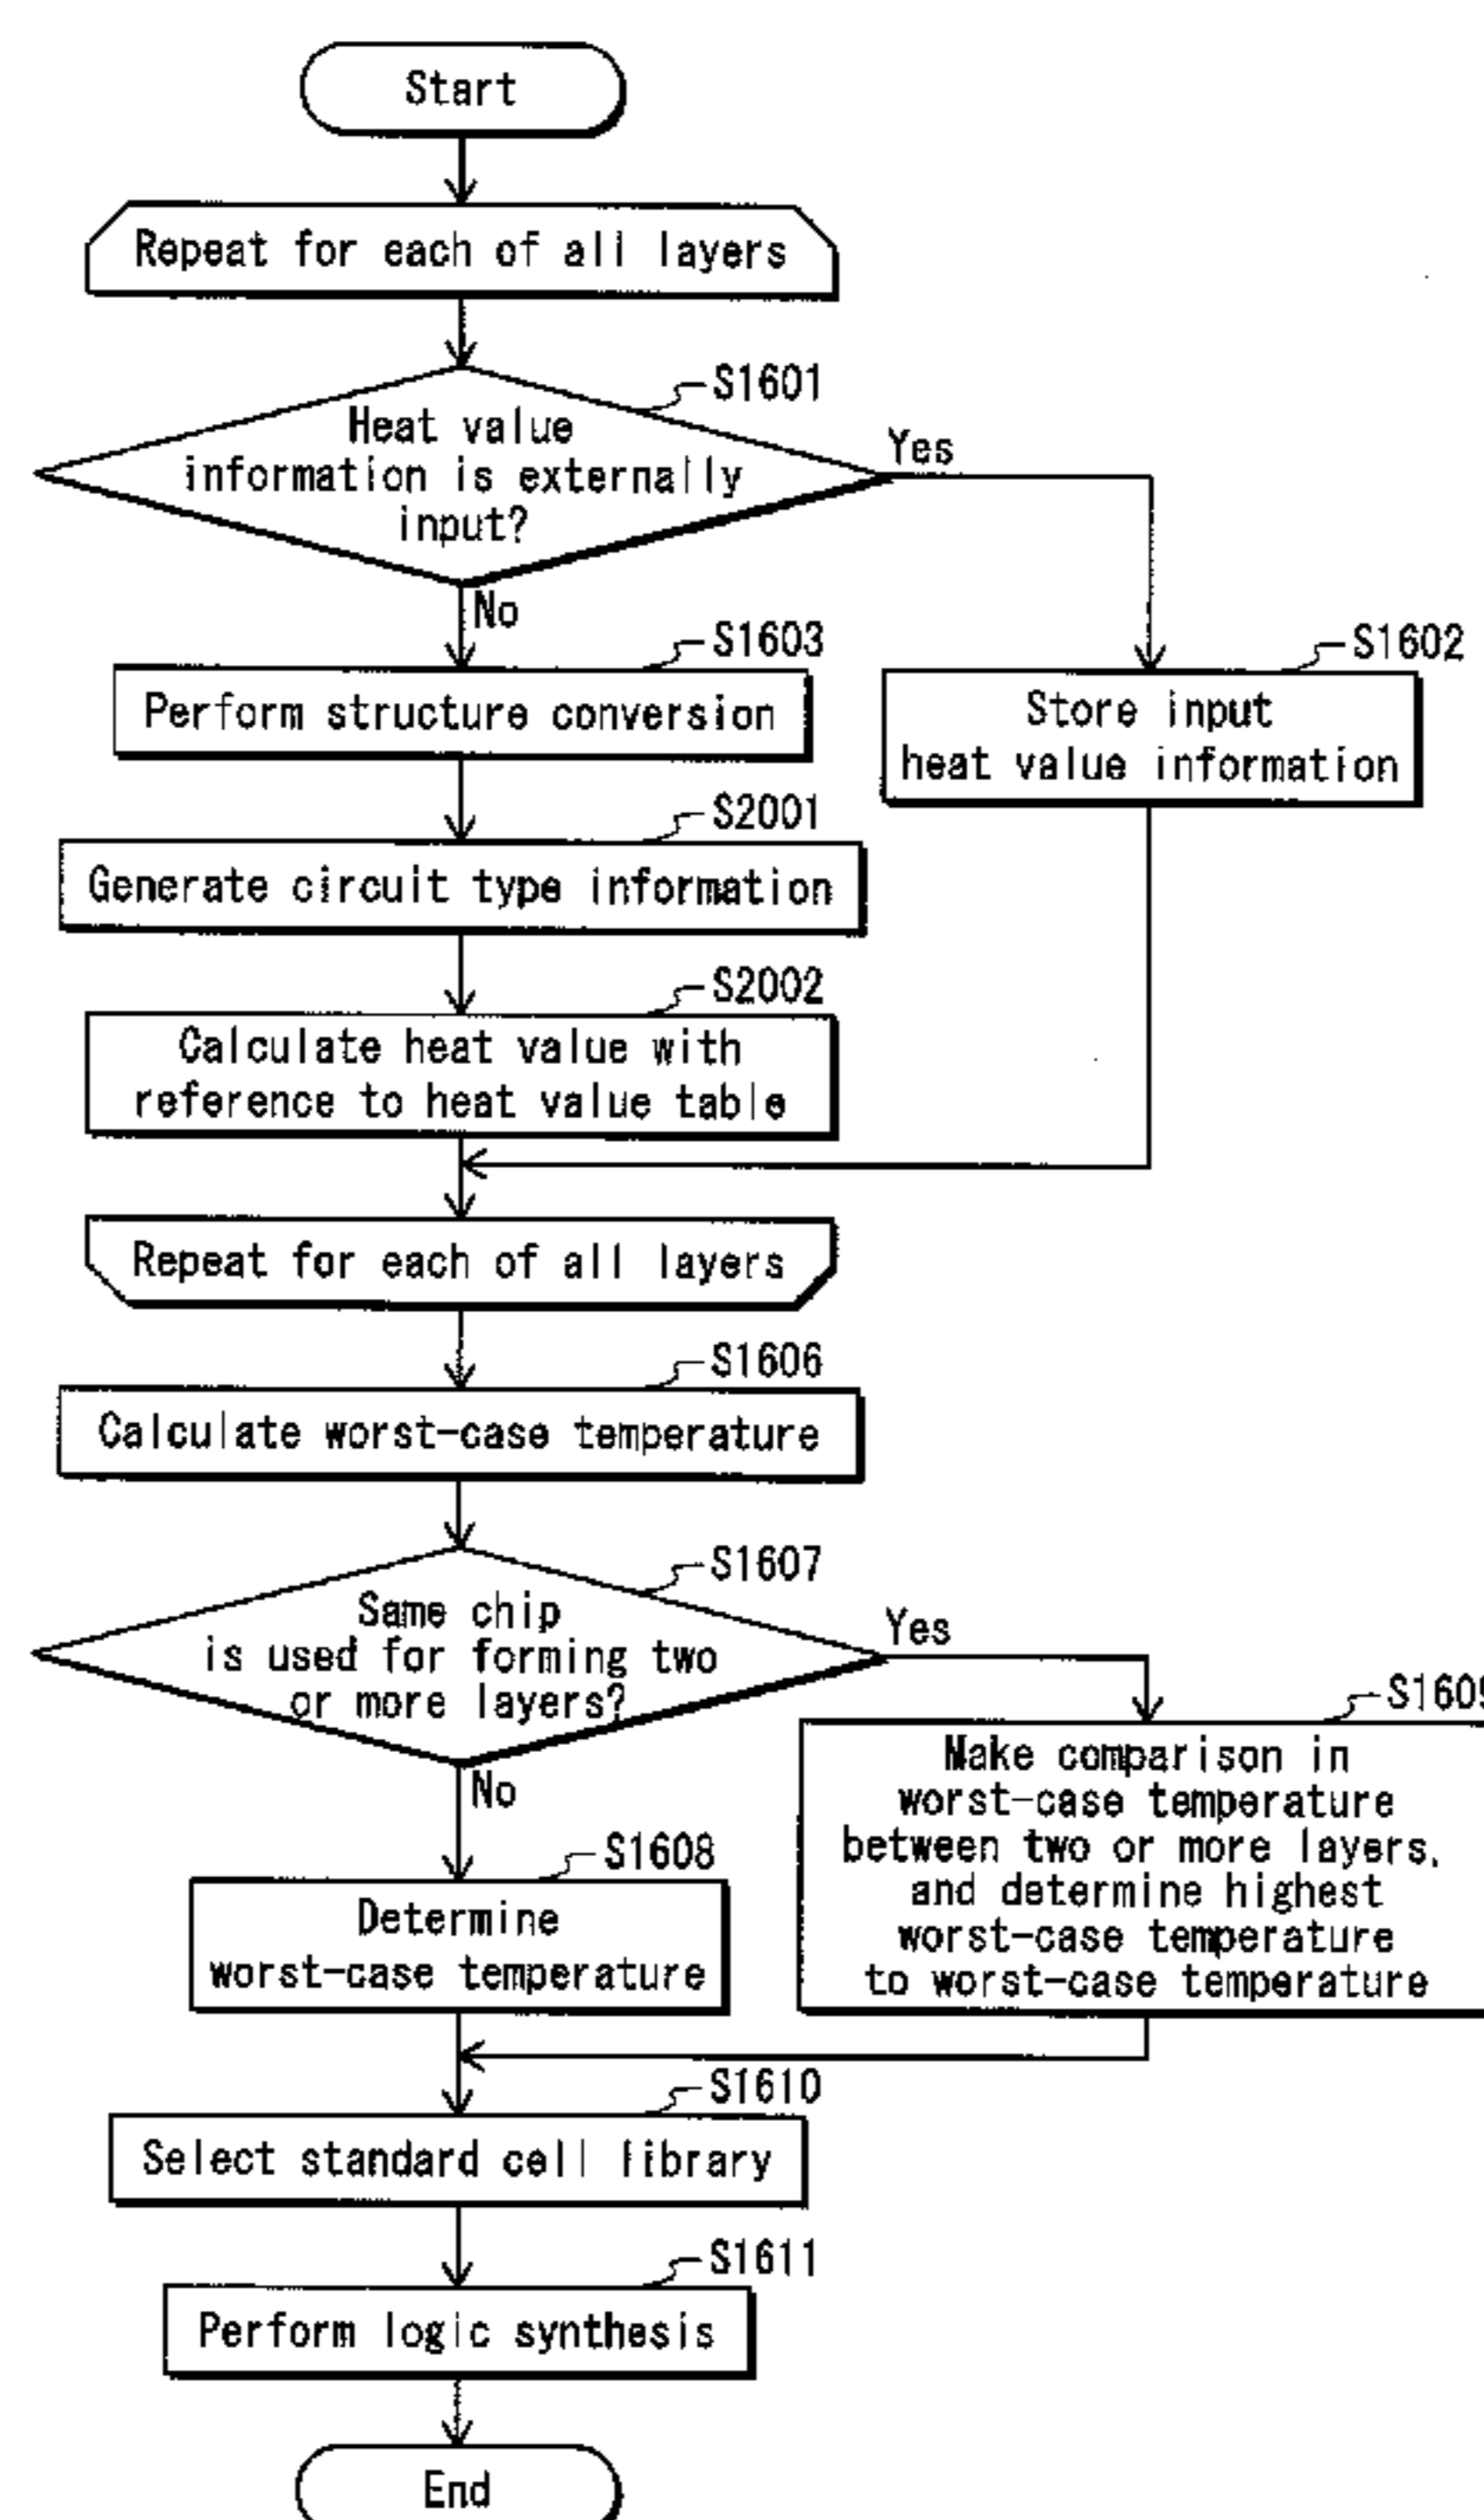 Start
Repeat for each of all layers
S1601
Heat value
information is externally
input?
Yes
No
S1603
Perform structure conversion
S1602
Store input
heat value information
S2001
Generate circuit type information
S2002
Calculate heat value with
reference to heat value table
Repeat for each of all layers
S1606
Calculate worst-case temperature
S1607
Same chip
is used for forming two
or more layers?
Yes
No
S1609
Make comparison in
worst-case temperature
between two or more layers,
and determine highest
worst-case temperature
to worst-case temperature
S1608
Determine
worst-case temperature
S1610
Select standard cell library
S1611
Perform logic synthesis
End